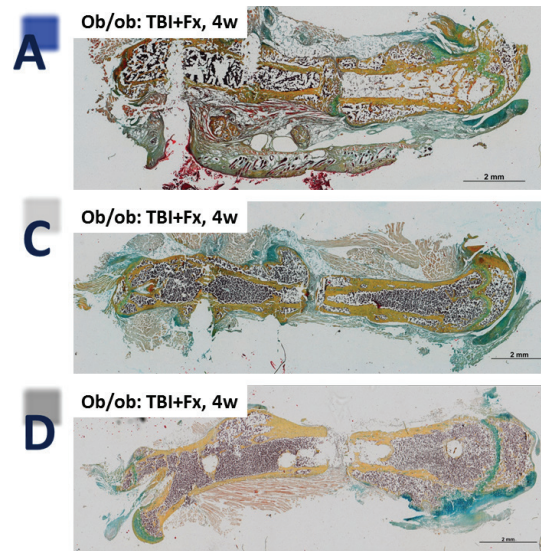 A
Ob/ob: TBI+Fx, 4w
2 mm
C
Ob/ob: TBI+Fx, 4w
2 mm
D
Ob/ob: TBI+Fx, 4w
2 mm